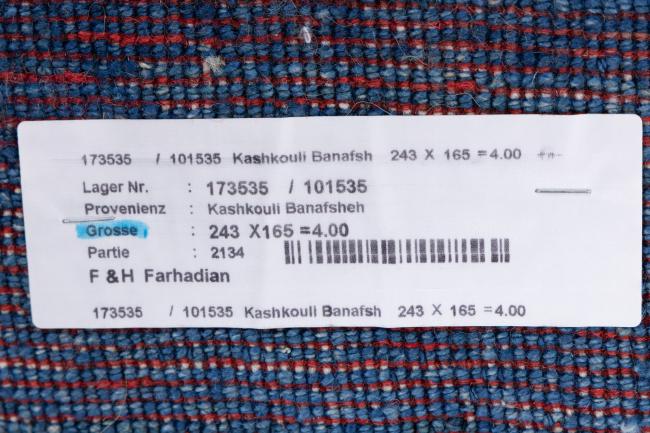 173535 / 101535 Kashkouli Banafsh 243 X 165 =4.00
Lager Nr. : 173535 / 101535
Provenienz : Kashkouli Banafsheh
Grosse : 243 X165 =4.00
Partie : 2134
F & H Farhadian
173535 / 101535 Kashkouli Banafsh 243 X 165 =4.00